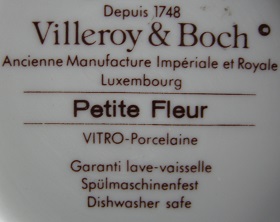 Depuis 1748
Villeroy & Boch ©
Ancienne Manufacture Impériale et Royale
Luxembourg
Petite Fleur
VITRO-Porcelaine
Garanti lave-vaisselle
Spülmaschinenfest
Dishwasher safe